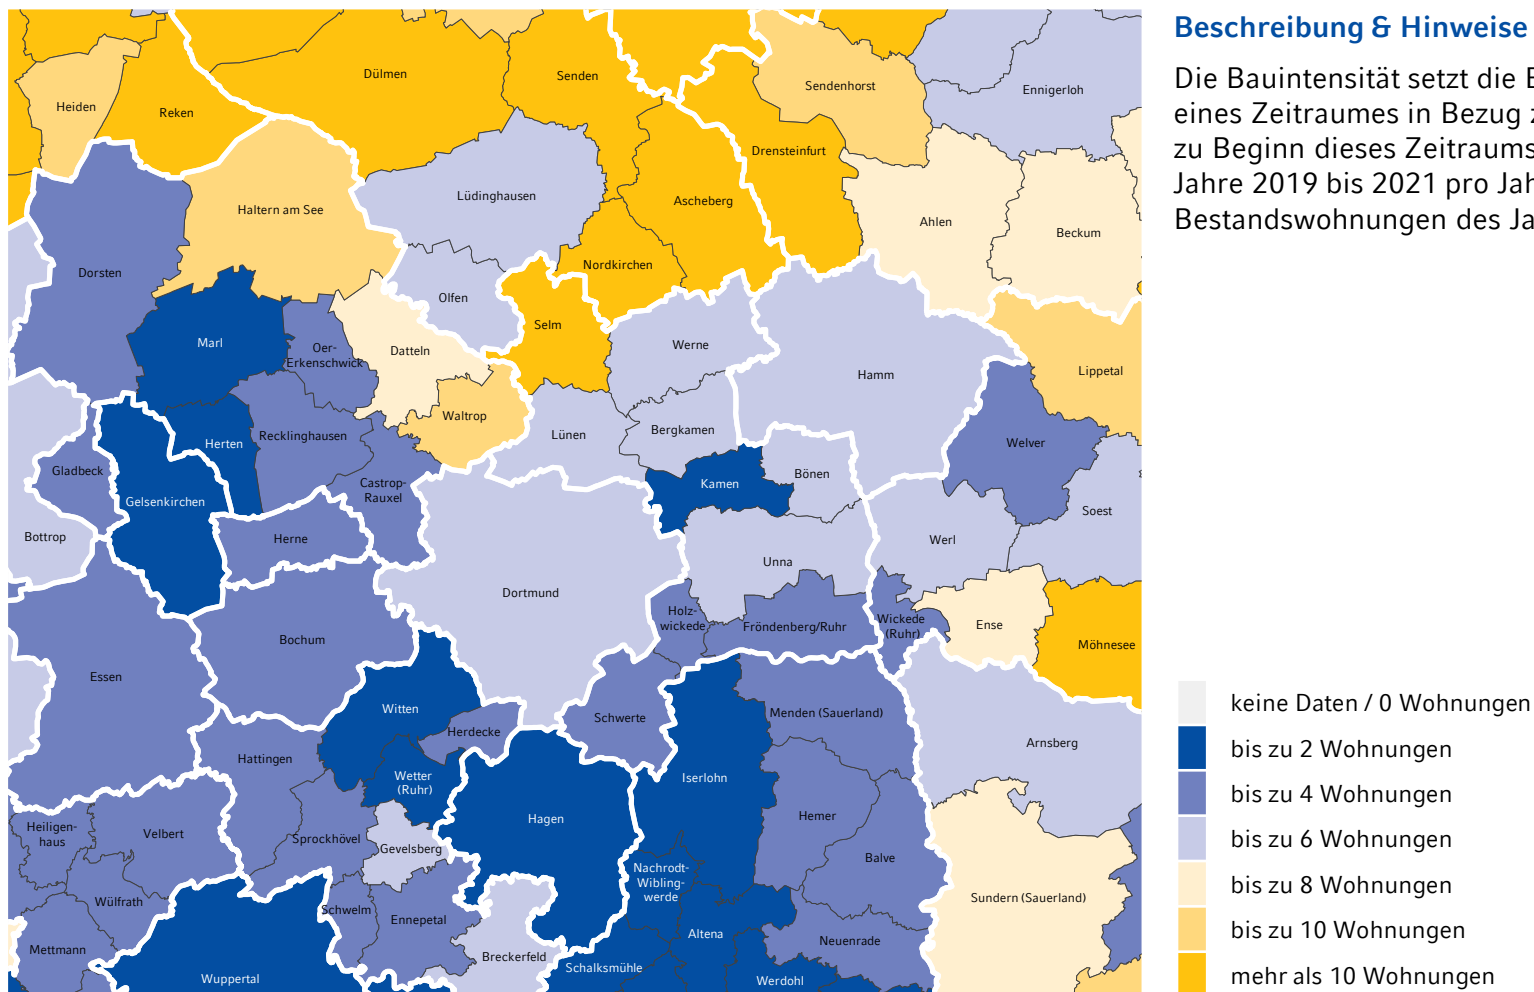 Beschreibung & Hinweise
Die Bauintensität setzt die
eines Zeitraumes in Bezug
zu Beginn dieses Zeitraums
Jahre 2019 bis 2021 pro
Bestandswohnungen des
Dülmen
Senden
Sendenhorst
Ennigerloh
Heiden
Reken
Drensteinfurt
Lüdinghausen
Ascheberg
Haltern am See
Ahlen
Beckum
Dorsten
Nordkirchen
Olfen
Selm
Marl
Oer-
Erkenschwick
Datteln
Werne
Hamm
Lippetal
Waltrop
Lünen
Bergkamen
Herten
Recklinghausen
Welver
Gladbeck
Castrop-
Rauxel
Kamen
Bönen
Gelsenkirchen
Soest
Bottrop
Herne
Werl
Unna
Dortmund
Holz-
wickede
Fröndenberg/Ruhr
Wickede
(Ruhr)
Ense
Bochum
Möhnesee
Essen
Witten
Herdecke
Schwerte
Menden (Sauerland)
Arnsberg
Hattingen
Wetter
(Ruhr)
Iserlohn
Hagen
Hemer
Heiligen-
haus
Velbert
Sprockhövel
Gevelsberg
Balve
Nachrodt-
Wibling-
werde
Sundern (Sauerland)
Wülfrath
Schwelm
Ennepetal
Altena
Neuenrade
Mettmann
Breckerfeld
Schalksmühle
Wuppertal
Werdohl
keine Daten / 0 Wohnungen
bis zu 2 Wohnungen
bis zu 4 Wohnungen
bis zu 6 Wohnungen
bis zu 8 Wohnungen
bis zu 10 Wohnungen
mehr als 10 Wohnungen